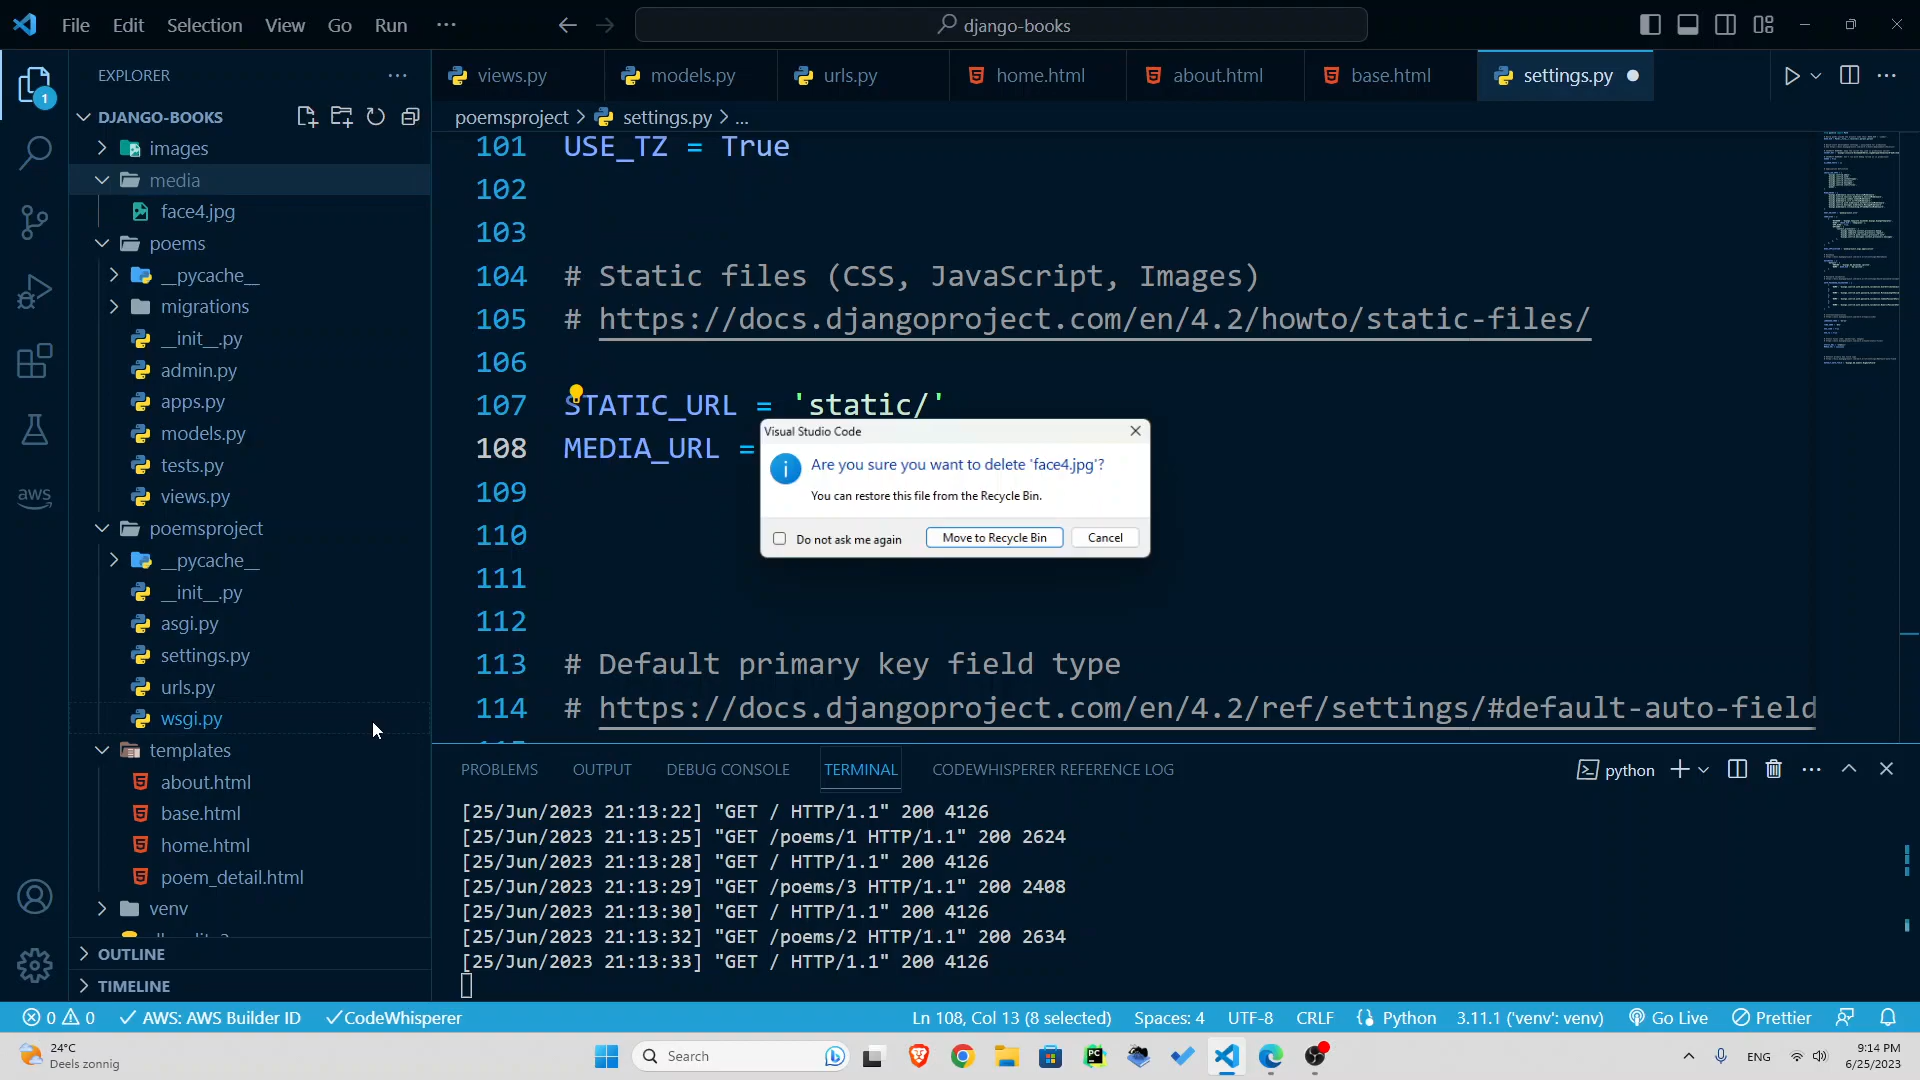 File Edit Selection View Go Run ···
django-books
EXPLORER
DJANGO-BOOKS
images
media
face4.jpg
poems
__pycache__
migrations
__init__.py
admin.py
apps.py
models.py
tests.py
views.py
poemsproject
__pycache__
__init__.py
asgi.py
settings.py
urls.py
wsgi.py
templates
about.html
base.html
home.html
poem_detail.html
venv
OUTLINE
TIMELINE
1
aws
views.py models.py urls.py home.html about.html base.html settings.py
poemsproject > settings.py > ...
101 USE_TZ = True
102
103
104 # Static files (CSS, JavaScript, Images)
105 # https://docs.djangoproject.com/en/4.2/howto/static-files/
106
107 STATIC_URL = 'static/'
108 MEDIA_URL =
109
110
111
112
113 # Default primary key field type
114 # https://docs.djangoproject.com/en/4.2/ref/settings/#default-auto-field
Visual Studio Code
Are you sure you want to delete 'face4.jpg'?
You can restore this file from the Recycle Bin.
Do not ask me again
Move to Recycle Bin
Cancel
PROBLEMS OUTPUT DEBUG CONSOLE TERMINAL CODEWHISPERER REFERENCE LOG
python
[25/Jun/2023 21:13:22] "GET / HTTP/1.1" 200 4126
[25/Jun/2023 21:13:25] "GET /poems/1 HTTP/1.1" 200 2624
[25/Jun/2023 21:13:28] "GET / HTTP/1.1" 200 4126
[25/Jun/2023 21:13:29] "GET /poems/3 HTTP/1.1" 200 2408
[25/Jun/2023 21:13:30] "GET / HTTP/1.1" 200 4126
[25/Jun/2023 21:13:32] "GET /poems/2 HTTP/1.1" 200 2634
[25/Jun/2023 21:13:33] "GET / HTTP/1.1" 200 4126
0 0 AWS: AWS Builder ID CodeWhisperer
Ln 108, Col 13 (8 selected) Spaces: 4 UTF-8 CRLF Python 3.11.1 ('venv': venv) Go Live Prettier
24°C
Deels zonnig
Search
PC
ENG
9:14 PM
6/25/2023